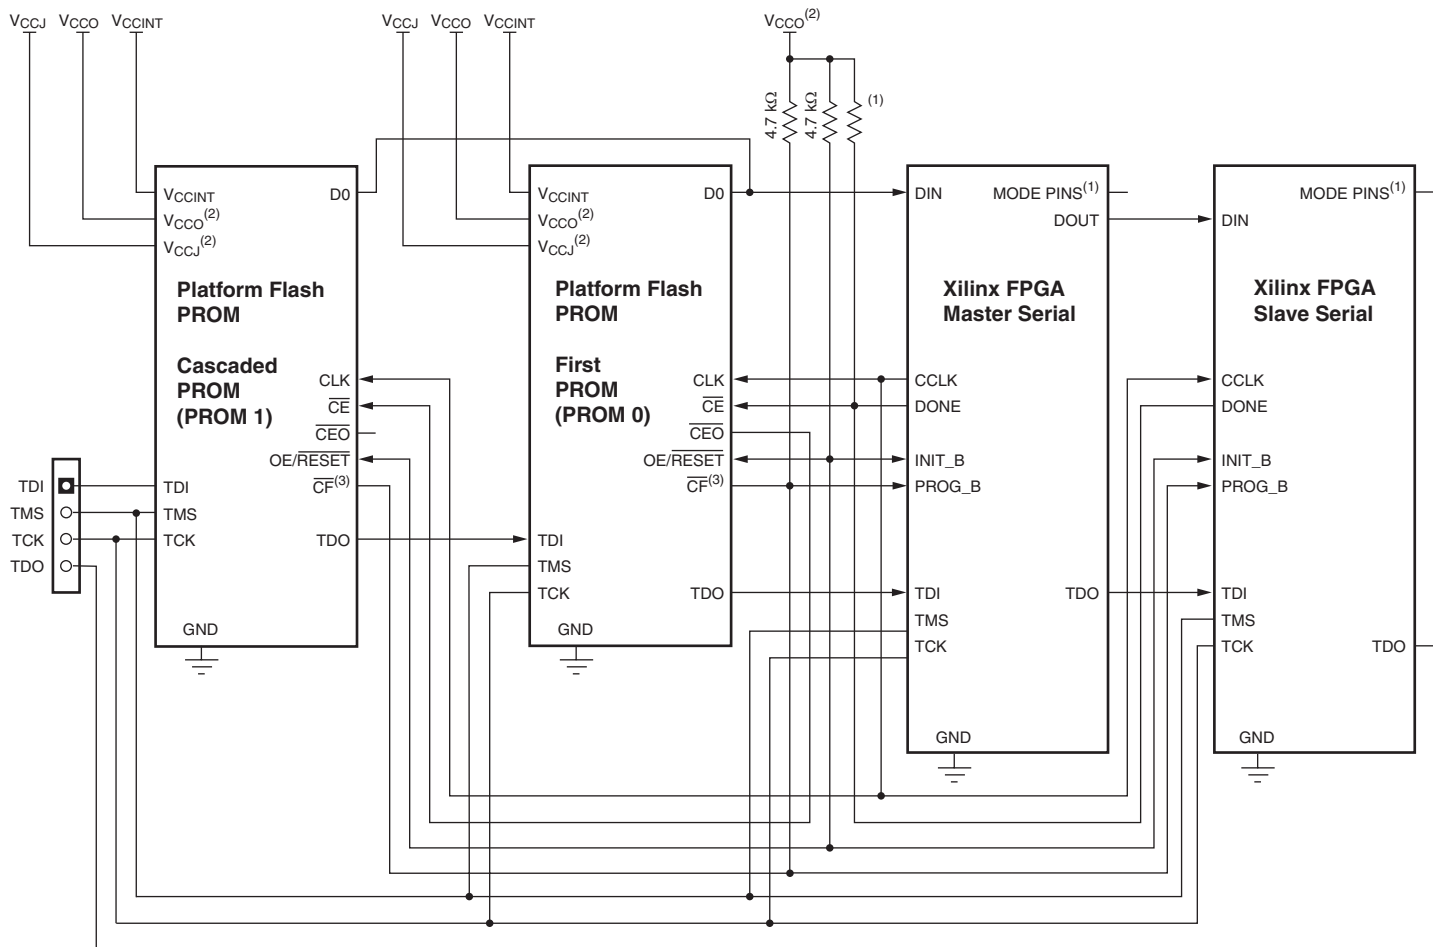 VCCJ VCCO VCCINT
VCCJ VCCO VCCINT
VCCO(2)
4.7 kΩ
4.7 kΩ
(1)
VCCINT
VCCO(2)
VCCJ(2)
D0
Platform Flash
PROM
Cascaded
PROM
(PROM 1)
CLK
CE
CEO
OE/RESET
CF(3)
TDI
TMS
TCK
TDO
GND
TDI
TMS
TCK
TDO
VCCINT
VCCO(2)
VCCJ(2)
D0
Platform Flash
PROM
First
PROM
(PROM 0)
CLK
CE
CEO
OE/RESET
CF(3)
TDI
TMS
TCK
TDO
GND
DIN
MODE PINS(1)
DOUT
Xilinx FPGA
Master Serial
CCLK
DONE
INIT_B
PROG_B
TDI
TMS
TCK
TDO
GND
MODE PINS(1)
DIN
Xilinx FPGA
Slave Serial
CCLK
DONE
INIT_B
PROG_B
TDI
TMS
TCK
TDO
GND